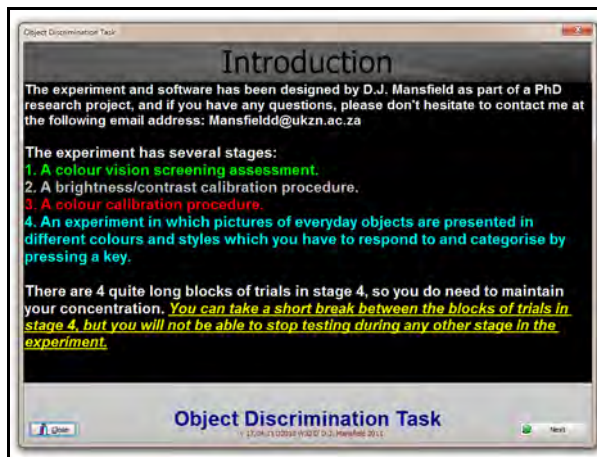 Object Discrimination Task
Introduction
The experiment and software has been designed by D.J. Mansfield as part of a PhD
research project, and if you have any questions, please don't hesitate to contact me at
the following email address: Mansfieldd@ukzn.ac.za
The experiment has several stages:
1. A colour vision screening assessment.
2. A brightness/contrast calibration procedure.
3. A colour calibration procedure.
4. An experiment in which pictures of everyday objects are presented in
different colours and styles which you have to respond to and categorise by
pressing a key.
There are 4 quite long blocks of trials in stage 4, so you do need to maintain
your concentration. You can take a short break between the blocks of trials in
stage 4, but you will not be able to stop testing during any other stage in the
experiment.
Object Discrimination Task
D.J. Mansfield 2011
Close
Next